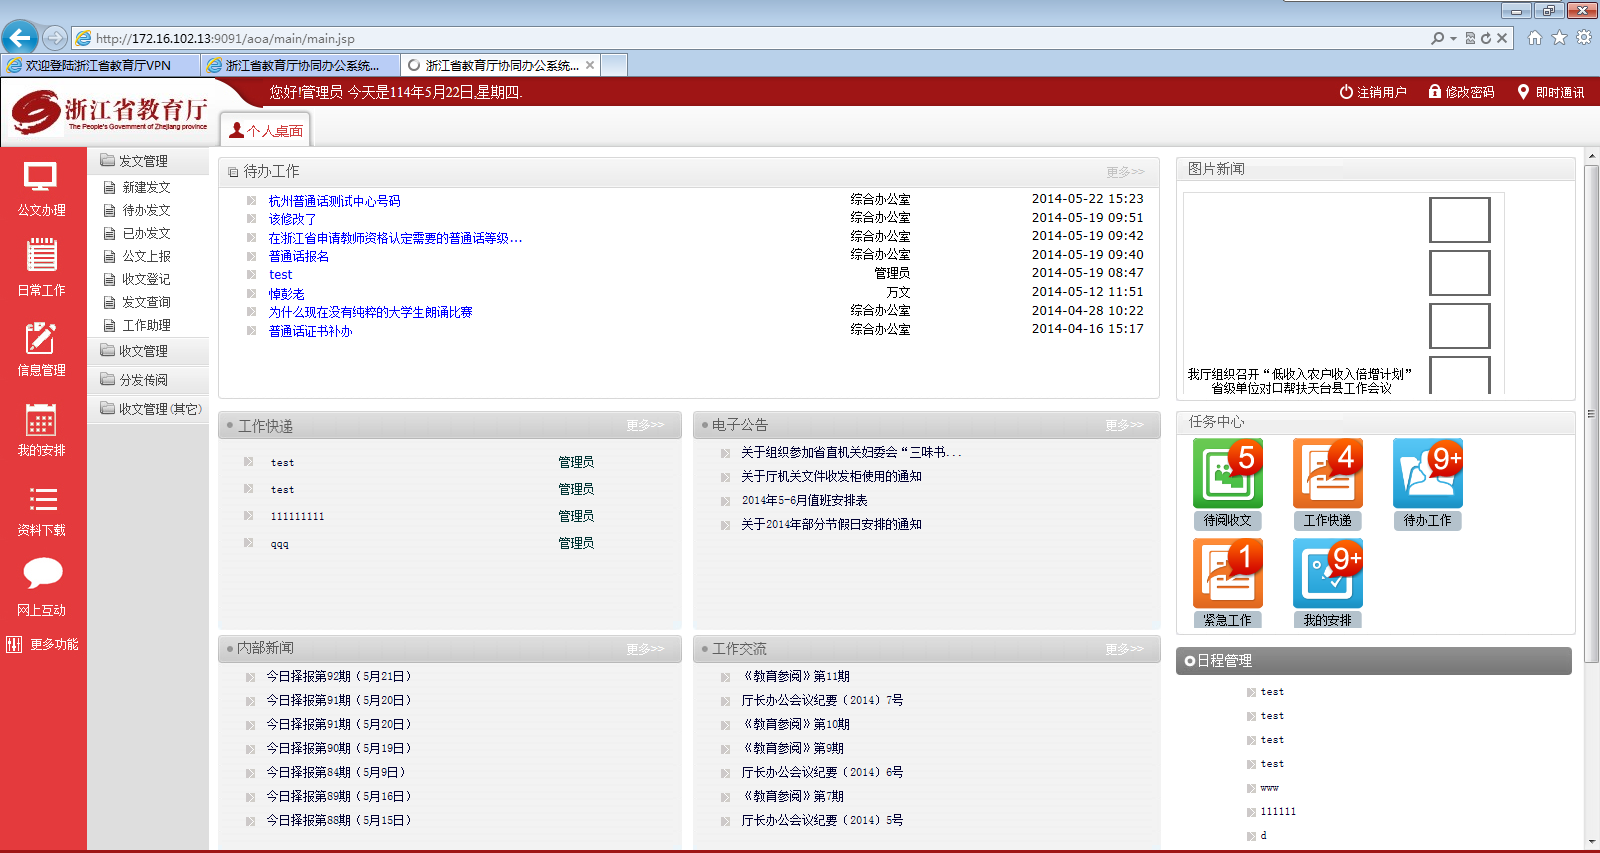 http://172.16.102.13:9091/aoa/main/main.jsp
欢迎登陆浙江省教育厅VPN
浙江省教育厅协同办公系统...
浙江省教育厅协同办公系统...
浙江省教育厅
The People's Government of Zhejiang province
您好!管理员 今天是114年5月22日,星期四.
注销用户
修改密码
即时通讯
个人桌面
公文办理
日常工作
信息管理
我的安排
资料下载
网上互动
更多功能
发文管理
新建发文
待办发文
已办发文
公文上报
收文登记
发文查询
工作助理
收文管理
分发传阅
收文管理(其它)
待办工作
更多>>
杭州普通话测试中心号码 综合办公室 2014-05-22 15:23
该修改了 综合办公室 2014-05-19 09:51
在浙江省申请教师资格认定需要的普通话等级... 综合办公室 2014-05-19 09:42
普通话报名 综合办公室 2014-05-19 09:40
test 管理员 2014-05-19 08:47
悼彭老 万文 2014-05-12 11:51
为什么现在没有纯粹的大学生朗诵比赛 综合办公室 2014-04-28 10:22
普通话证书补办 综合办公室 2014-04-16 15:17
工作快递
更多>>
test 管理员
test 管理员
111111111 管理员
qqq 管理员
电子公告
更多>>
关于组织参加省直机关妇委会“三味书...
关于厅机关文件收发柜使用的通知
2014年5-6月值班安排表
关于2014年部分节假日安排的通知
内部新闻
更多>>
今日择报第92期（5月21日）
今日择报第91期（5月20日）
今日择报第91期（5月20日）
今日择报第90期（5月19日）
今日择报第84期（5月9日）
今日择报第89期（5月16日）
今日择报第88期（5月15日）
工作交流
更多>>
《教育参阅》第11期
厅长办公会议纪要（2014）7号
《教育参阅》第10期
《教育参阅》第9期
厅长办公会议纪要（2014）6号
《教育参阅》第7期
厅长办公会议纪要（2014）5号
图片新闻
我厅组织召开“低收入农户收入倍增计划”
省级单位对口帮扶天台县工作会议
任务中心
5
待阅收文
4
工作快递
9+
待办工作
1
紧急工作
9+
我的安排
日程管理
test
test
test
test
www
111111
d